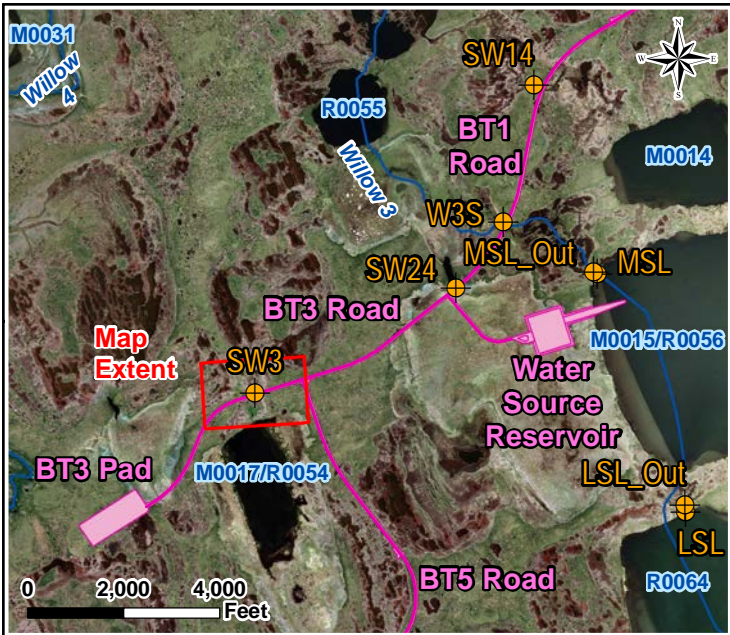 M0031
Willow
4
R0055
Willow 3
SW14
N
W
E
S
BT1
Road
M0014
W3S
MSL_Out
MSL
SW24
BT3 Road
M0015/R0056
Map
Extent
SW3
Water
Source
Reservoir
BT3 Pad
M0017/R0054
LSL_Out
LSL
BT5 Road
R0064
0 2,000 4,000
Feet